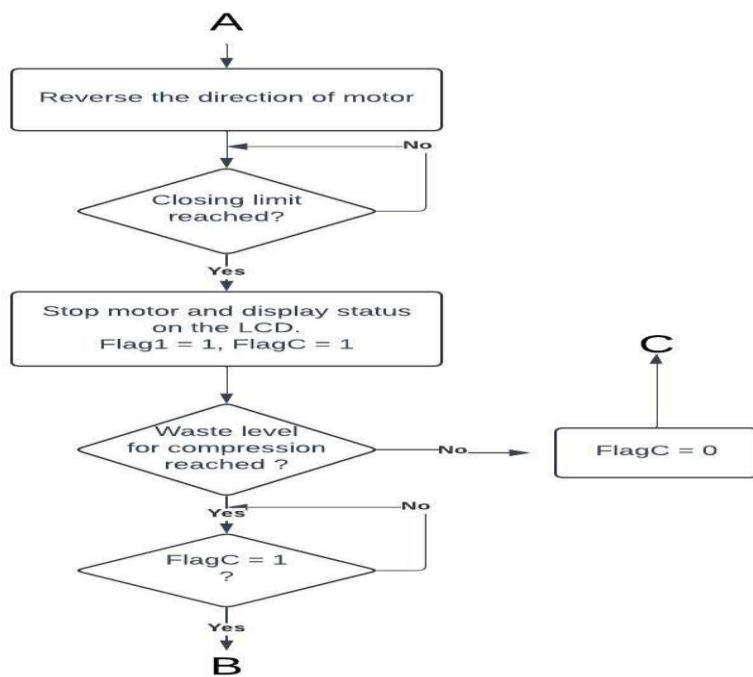 A
Reverse the direction of motor
No
Closing limit
reached?
Yes
Stop motor and display status
on the LCD.
Flag1 = 1, FlagC = 1
C
Waste level
for compression
reached ?
No
FlagC = 0
Yes
No
FlagC = 1
?
Yes
B